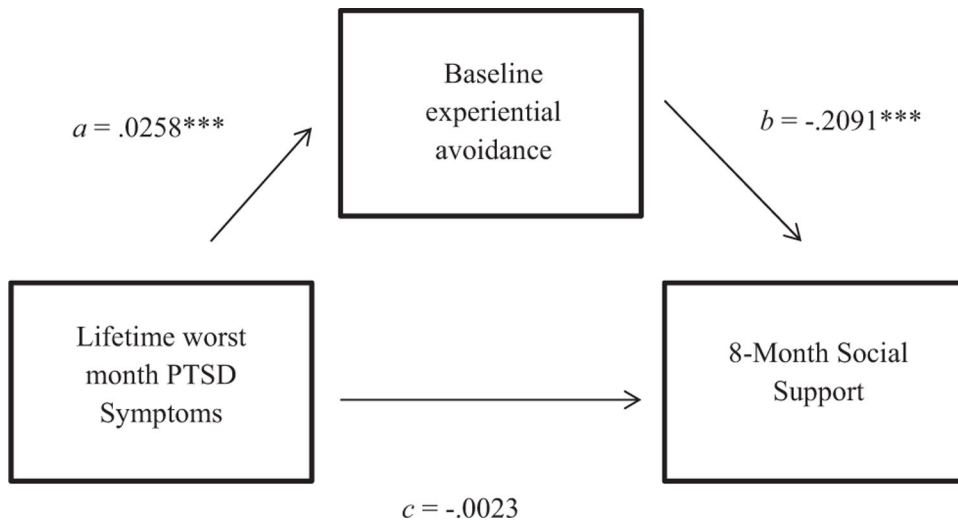 Baseline
experiential
avoidance
a = .0258***
b = -.2091***
Lifetime worst
month PTSD
Symptoms
8-Month Social
Support
c = -.0023